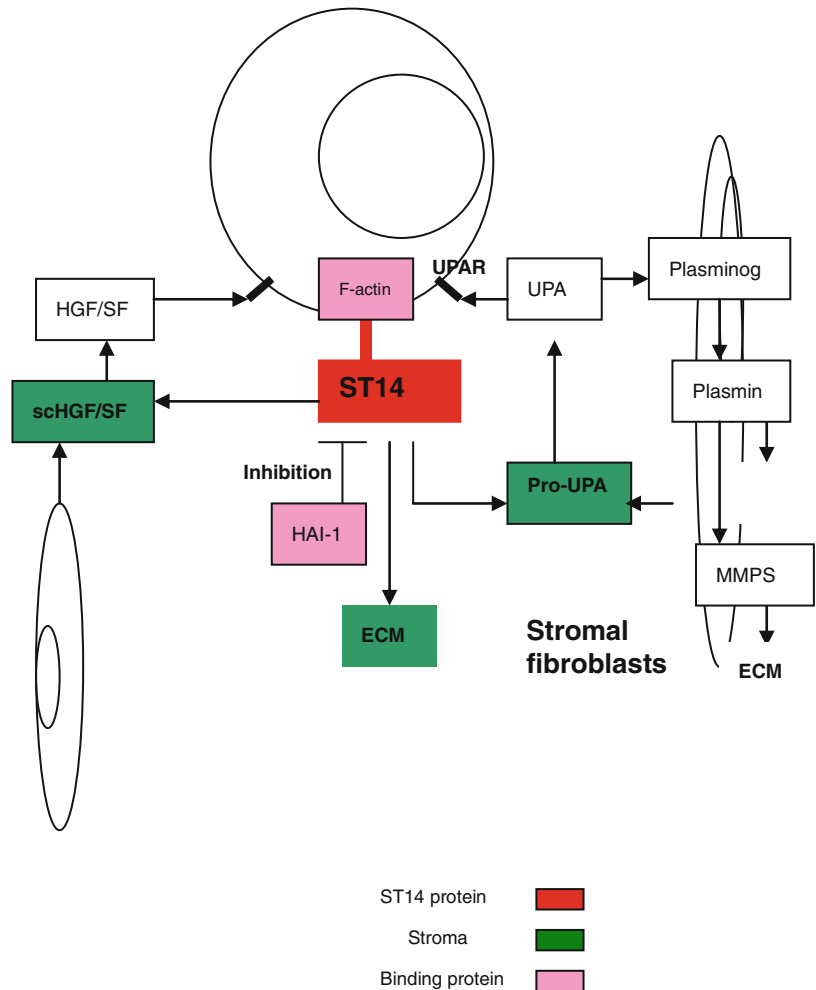 UPAR
F-actin
Plasminog
UPA
HGF/SF
ST14
Plasmin
scHGF/SF
Inhibition
Pro-UPA
HAI-1
MMPS
ECM
Stromal
fibroblasts
ECM
ST14 protein
Stroma
Binding protein